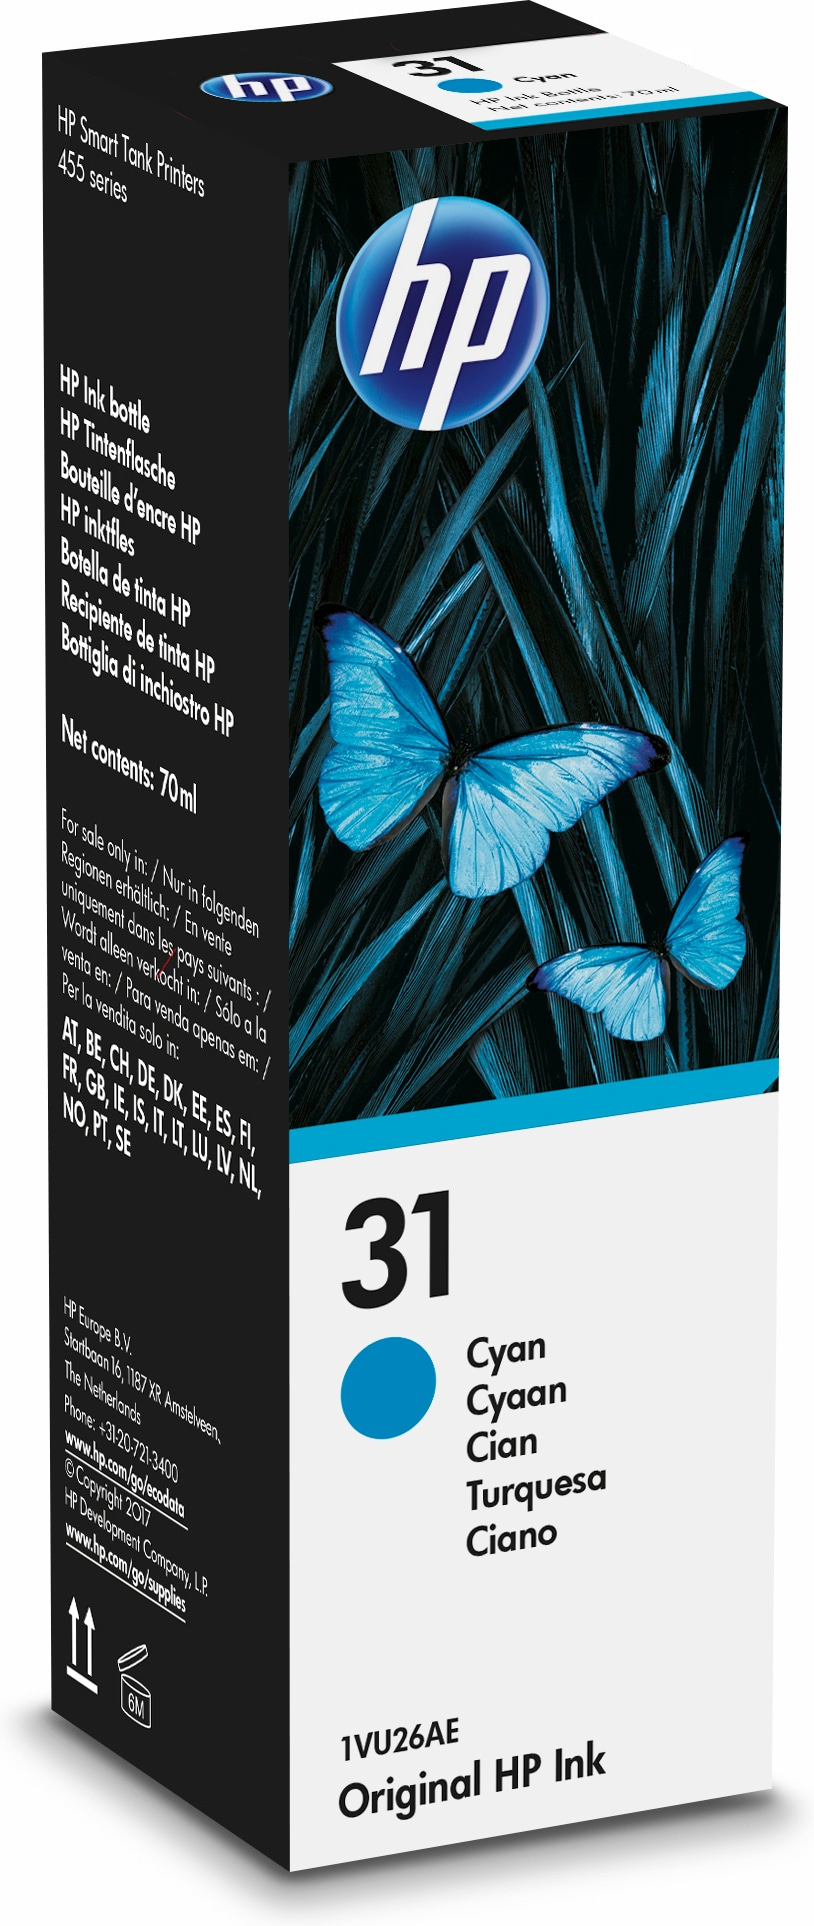 hp
31
Cyan
HP Ink Bottle
Net contents: 70 ml
HP Smart Tank Printers
455 series
HP Ink bottle
HP Tintenflasche
Bouteille d'encre HP
HP inktfles
Botella de tinta HP
Recipiente de tinta HP
Bottiglia di inchiostro HP
Net contents: 70ml
For sale only in: / Nur in folgenden
Regionen erhältlich: / En vente
uniquement dans les pays suivants : /
Wordt alleen verkocht in: / Sólo a la
venta en: / Para venda apenas em: /
Per la vendita solo in:
AT, BE, CH, DE, DK, EE, ES, FI,
FR, GB, IE, IS, IT, LT, LU, LV, NL,
NO, PT, SE
HP Europe B.V.
Startbaan 16, 1187 XR Amstelveen,
The Netherlands
Phone: +31-20-721-3400
www.hp.com/go/ecodata
© Copyright 2017
HP Development Company, L.P.
www.hp.com/go/supplies
6M
hp
31
Cyan
Cyaan
Cian
Turquesa
Ciano
1VU26AE
Original HP Ink